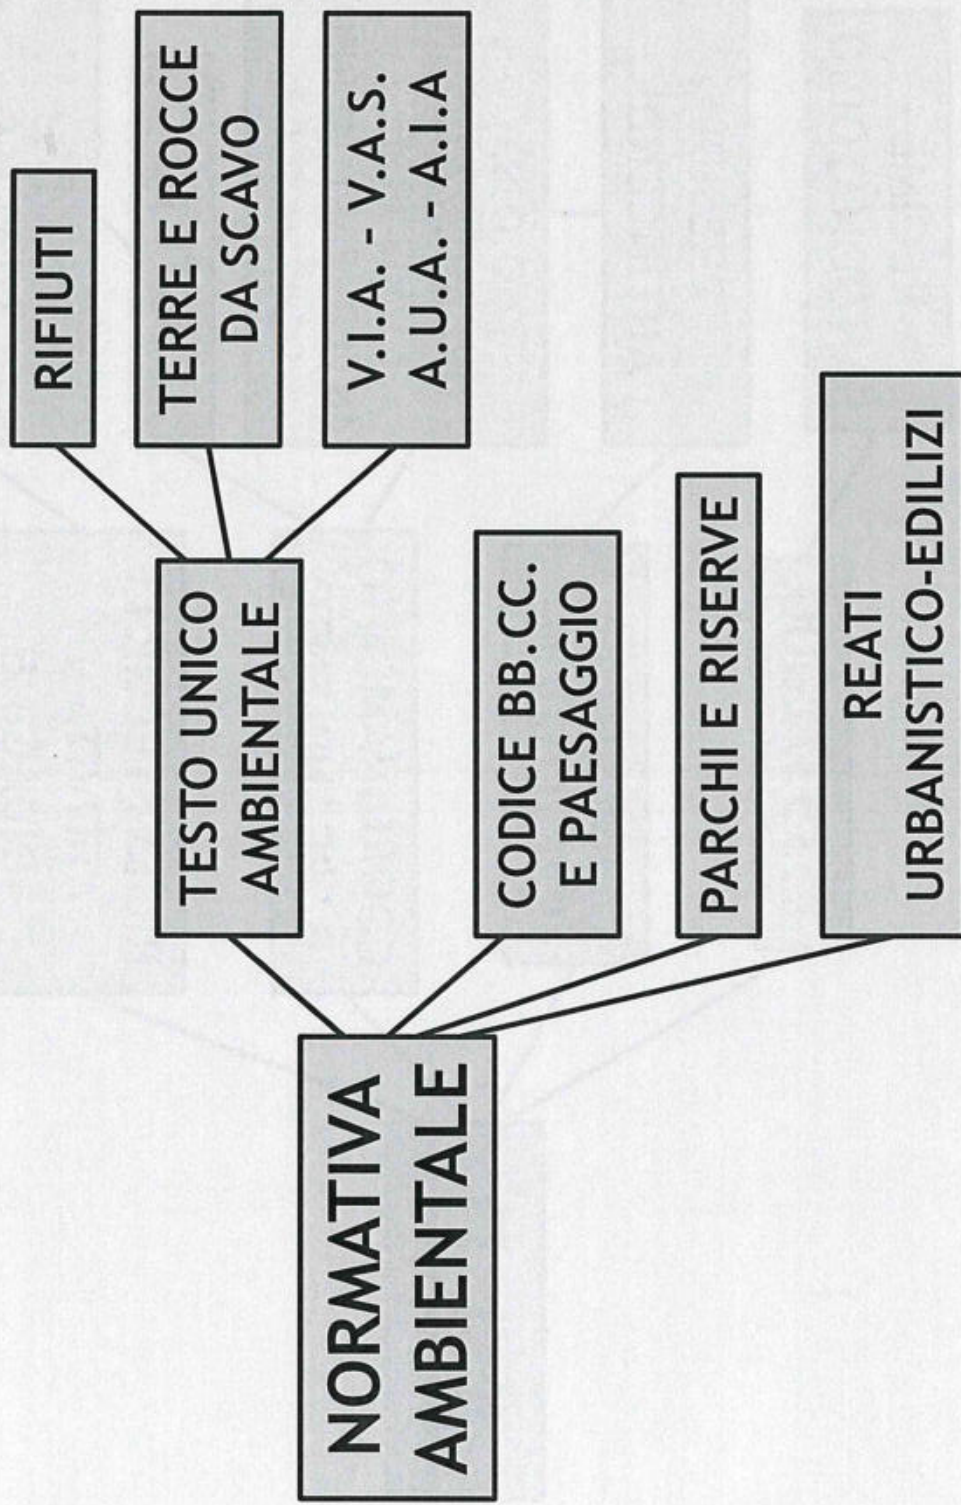 NORMATIVA
AMBIENTALE
TESTO UNICO
AMBIENTALE
RIFIUTI
TERRE E ROCCE
DA SCAVO
V.I.A. - V.A.S.
A.U.A. - A.I.A
CODICE BB.CC.
E PAESAGGIO
PARCHI E RISERVE
REATI
URBANISTICO-EDILIZI